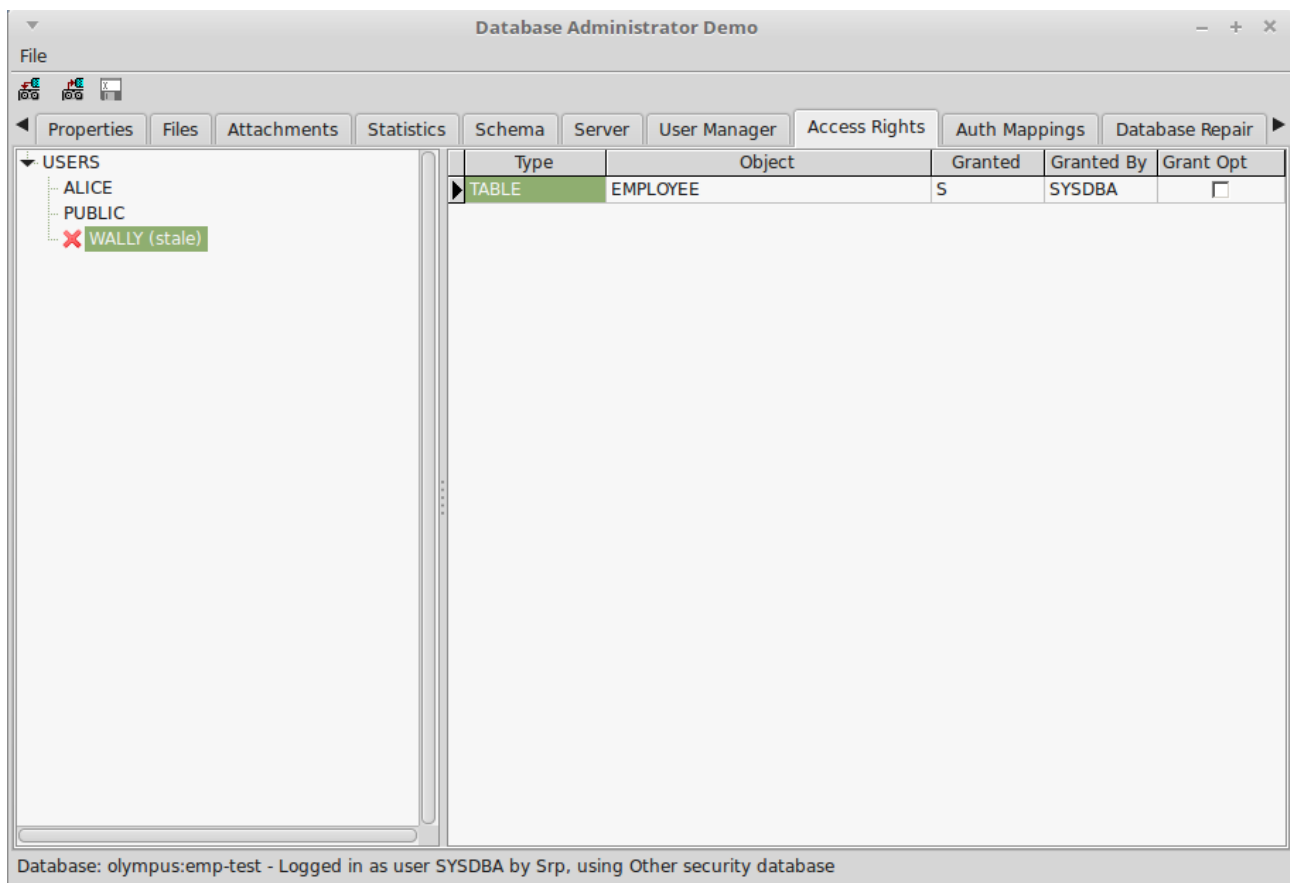 Database Administrator Demo
File
Properties Files Attachments Statistics Schema Server User Manager Access Rights Auth Mappings Database Repair
USERS
ALICE
PUBLIC
WALLY (stale)
Type Object Granted Granted By Grant Opt
TABLE EMPLOYEE S SYSDBA
Database: olympus:emp-test - Logged in as user SYSDBA by Srp, using Other security database